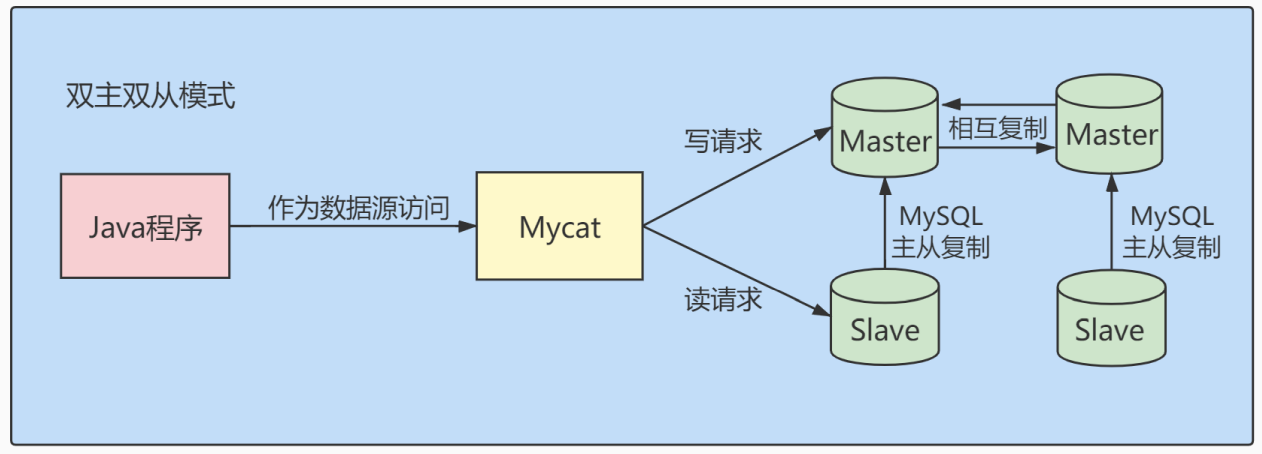 双主双从模式
Java程序
作为数据源访问
Mycat
写请求
读请求
Master
相互复制
Master
MySQL
主从复制
MySQL
主从复制
Slave
Slave